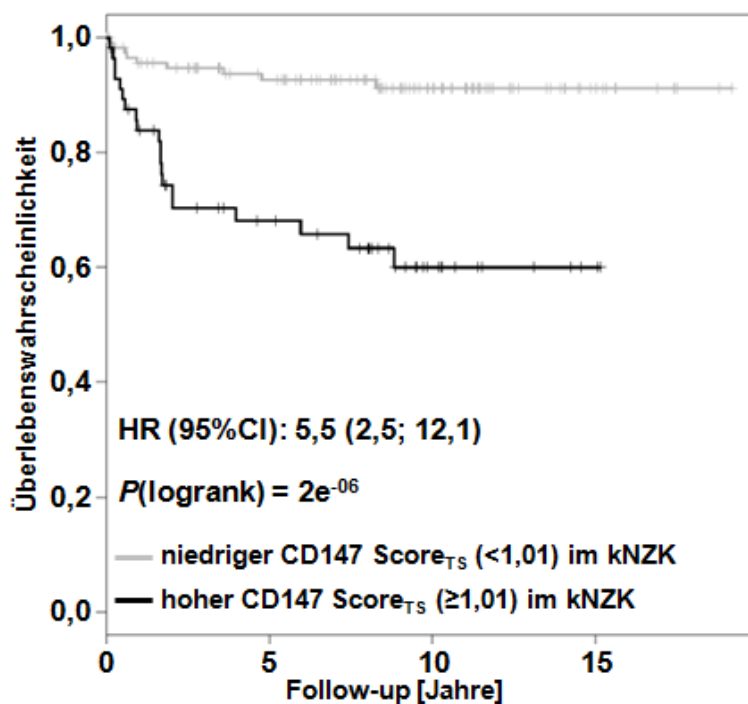 Überlebenswahrscheinlichkeit
1,0
0,8
0,6
0,4
0,2
0,0
HR (95%CI): 5,5 (2,5; 12,1)
P(logrank) = 2e-06
niedriger CD147 ScoreTS (<1,01) im kNZK
hoher CD147 ScoreTS (≥1,01) im kNZK
0 5 10 15
Follow-up [Jahre]